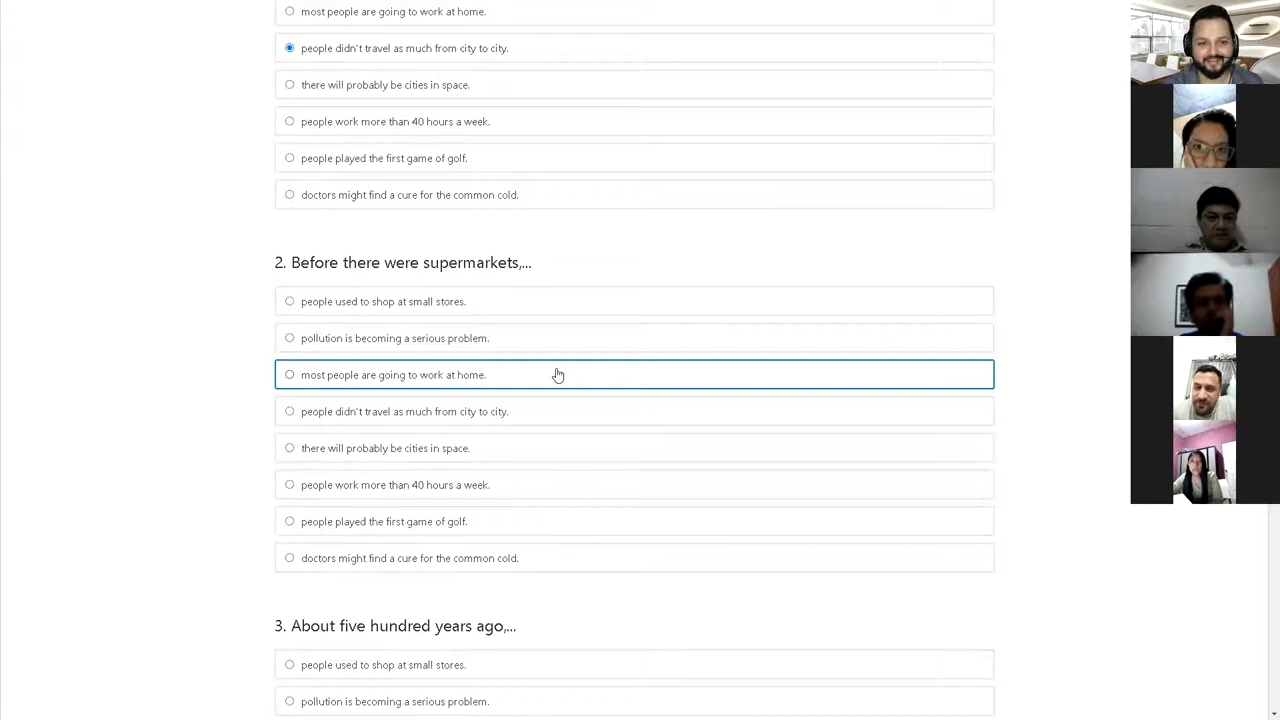 most people are going to work at home.
people didn't travel as much from city to city.
there will probably be cities in space.
people work more than 40 hours a week.
people played the first game of golf.
doctors might find a cure for the common cold.
2. Before there were supermarkets,...
people used to shop at small stores.
pollution is becoming a serious problem.
most people are going to work at home.
people didn't travel as much from city to city.
there will probably be cities in space.
people work more than 40 hours a week.
people played the first game of golf.
doctors might find a cure for the common cold.
3. About five hundred years ago,...
people used to shop at small stores.
pollution is becoming a serious problem.